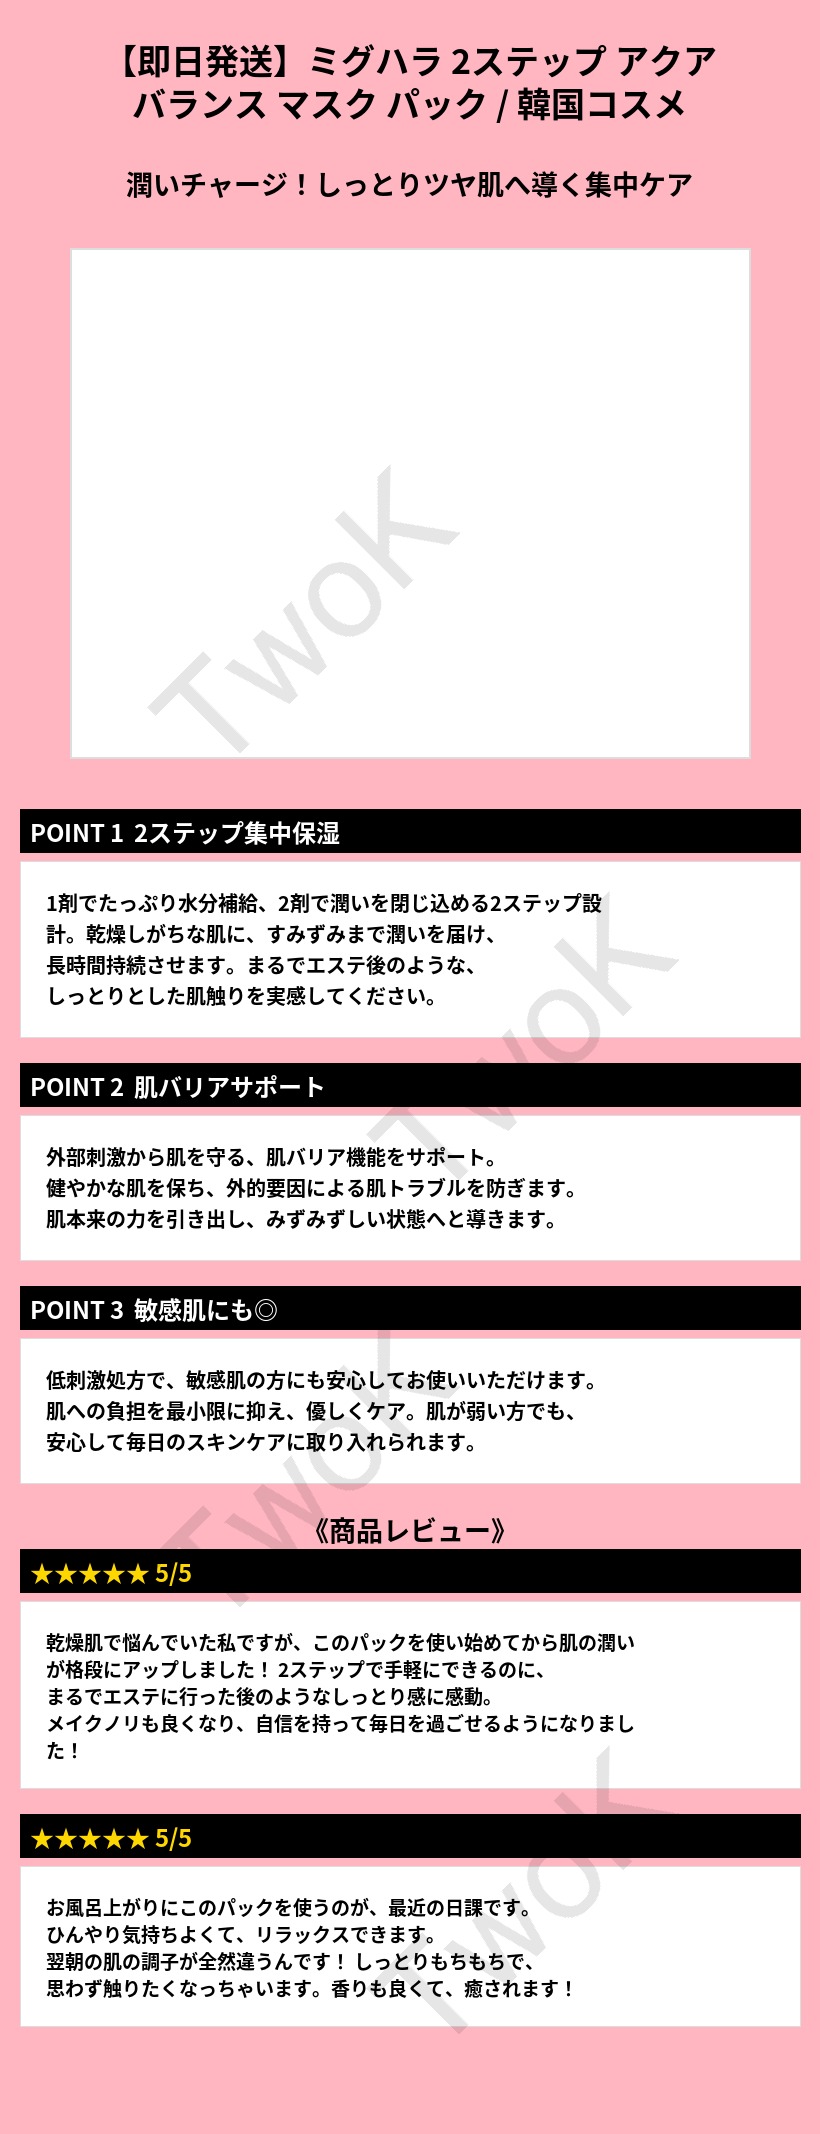 【即日発送】ミグハラ 2ステップ アクア
バランス マスク パック / 韓国コスメ
潤いチャージ！しっとりツヤ肌へ導く集中ケア
TwoK
POINT 1 2ステップ集中保湿
1剤でたっぷり水分補給、2剤で潤いを閉じ込める2ステップ設
計。乾燥しがちな肌に、すみずみまで潤いを届け、
長時間持続させます。まるでエステ後のような、
しっとりとした肌触りを実感してください。
TwoK
POINT 2 肌バリアサポート
外部刺激から肌を守る、肌バリア機能をサポート。
健やかな肌を保ち、外的要因による肌トラブルを防ぎます。
肌本来の力を引き出し、みずみずしい状態へと導きます。
POINT 3 敏感肌にも◎
低刺激処方で、敏感肌の方にも安心してお使いいただけます。
肌への負担を最小限に抑え、優しくケア。肌が弱い方でも、
安心して毎日のスキンケアに取り入れられます。
TwoK
《商品レビュー》
★★★★★ 5/5
乾燥肌で悩んでいた私ですが、このパックを使い始めてから肌の潤い
が格段にアップしました！ 2ステップで手軽にできるのに、
まるでエステに行った後のようなしっとり感に感動。
メイクノリも良くなり、自信を持って毎日を過ごせるようになりまし
た！
★★★★★ 5/5
お風呂上がりにこのパックを使うのが、最近の日課です。
ひんやり気持ちよくて、リラックスできます。
翌朝の肌の調子が全然違うんです！ しっとりもちもちで、
思わず触りたくなっちゃいます。香りも良くて、癒されます！
TwoK